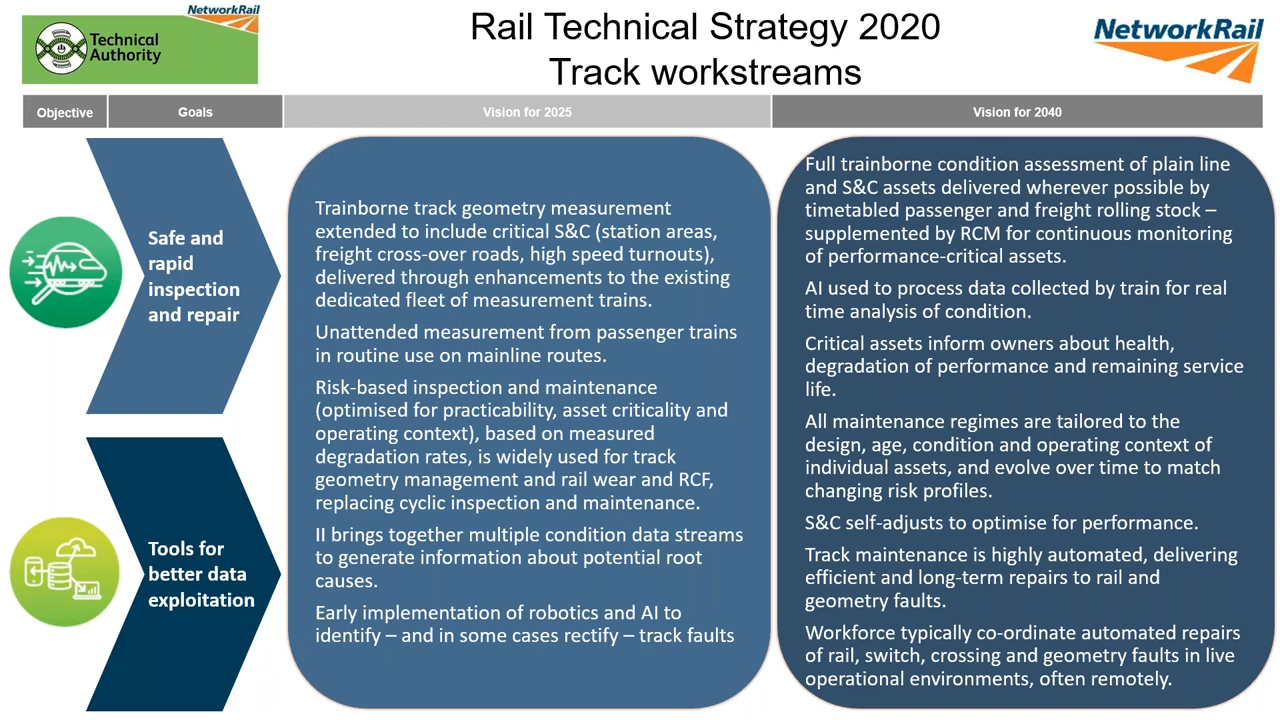 NetworkRail
Technical
Authority
Rail Technical Strategy 2020
Track workstreams
NetworkRail
Objective
Goals
Vision for 2025
Vision for 2040
Safe and
rapid
inspection
and repair
Tools for
better data
exploitation
Trainborne track geometry measurement
extended to include critical S&C (station areas,
freight cross-over roads, high speed turnouts),
delivered through enhancements to the existing
dedicated fleet of measurement trains.
Unattended measurement from passenger trains
in routine use on mainline routes.
Risk-based inspection and maintenance
(optimised for practicability, asset criticality and
operating context), based on measured
degradation rates, is widely used for track
geometry management and rail wear and RCF,
replacing cyclic inspection and maintenance.
II brings together multiple condition data streams
to generate information about potential root
causes.
Early implementation of robotics and AI to
identify – and in some cases rectify – track faults
Full trainborne condition assessment of plain line
and S&C assets delivered wherever possible by
timetabled passenger and freight rolling stock –
supplemented by RCM for continuous monitoring
of performance-critical assets.
AI used to process data collected by train for real
time analysis of condition.
Critical assets inform owners about health,
degradation of performance and remaining service
life.
All maintenance regimes are tailored to the
design, age, condition and operating context of
individual assets, and evolve over time to match
changing risk profiles.
S&C self-adjusts to optimise for performance.
Track maintenance is highly automated, delivering
efficient and long-term repairs to rail and
geometry faults.
Workforce typically co-ordinate automated repairs
of rail, switch, crossing and geometry faults in live
operational environments, often remotely.